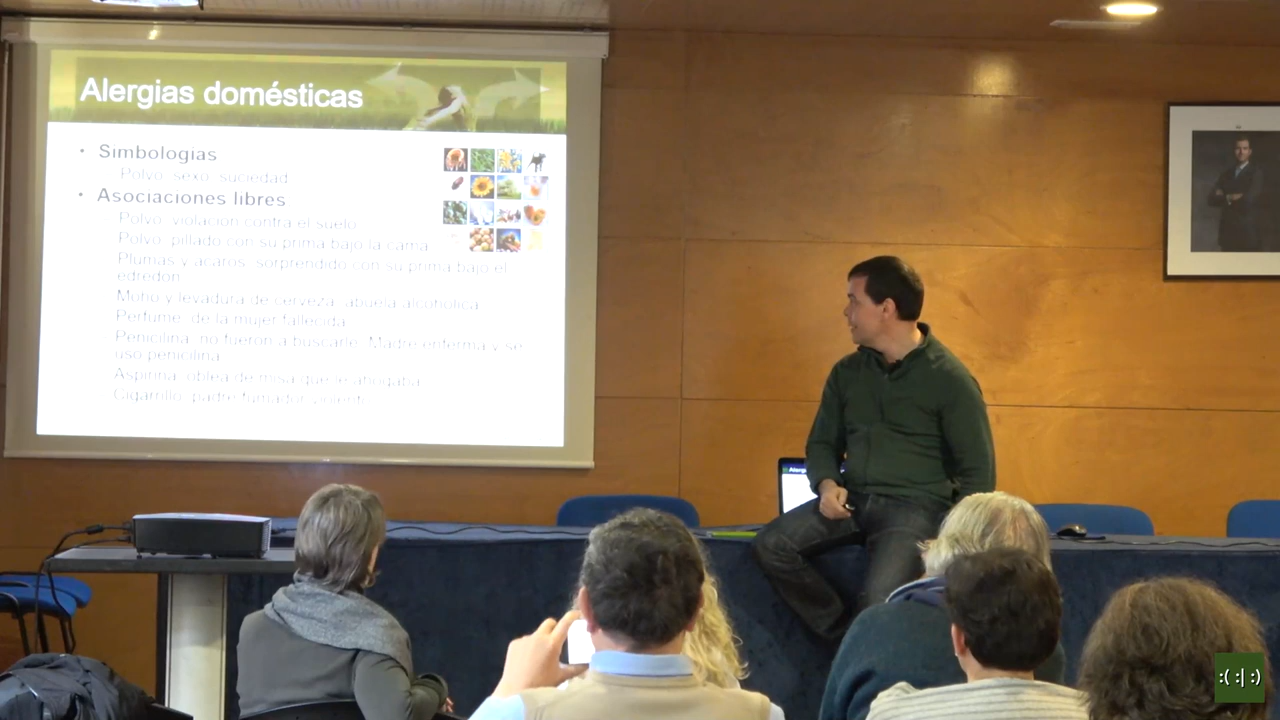 Alergias domésticas
• Simbologías
Polvo: sexo, suciedad
• Asociaciones libres
Polvo: violación contra el suelo
Polvo: pillado con su prima bajo la cama
Plumas y ácaros: sorprendido con su prima bajo el
edredón
Moho y levadura de cerveza: abuela alcohólica
Perfume: de la mujer fallecida
Penicilina: no fueron a buscarle. Madre enferma y se
usó penicilina
Aspirina: oblea de misa que le ahogaba
Cigarrillo: padre fumador
:( :| :)